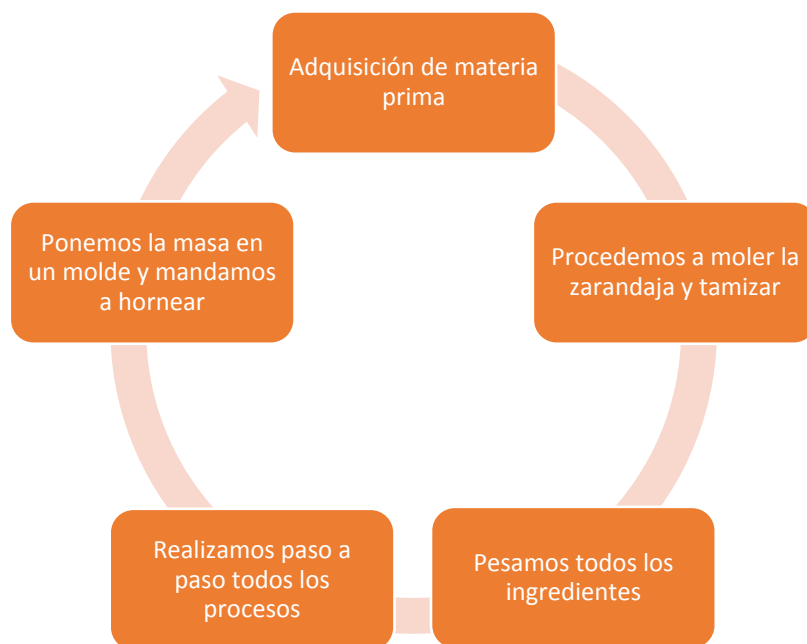 Adquisición de materia
prima
Procedemos a moler la
zarandaja y tamizar
Pesamos todos los
ingredientes
Realizamos paso a
paso todos los
procesos
Ponemos la masa en
un molde y mandamos
a hornear